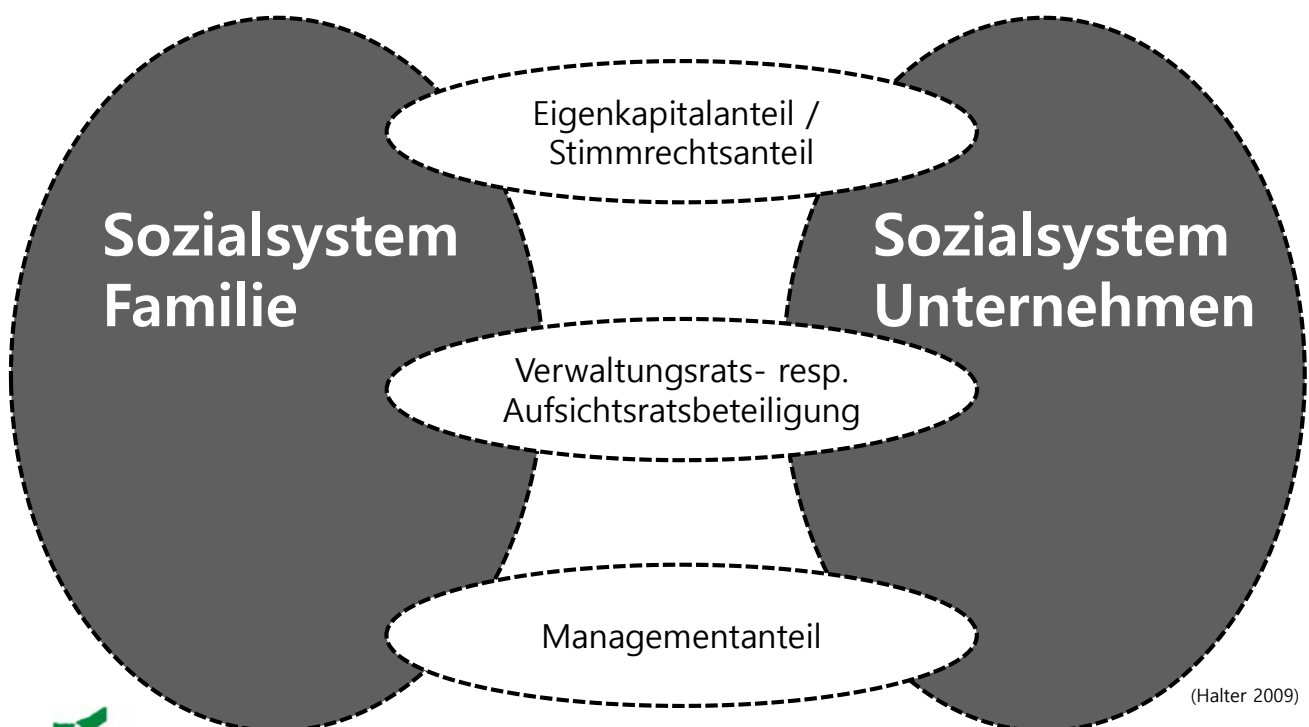 Eigenkapitalanteil /
Stimmrechtsanteil
Sozialsystem
Familie
Sozialsystem
Unternehmen
Verwaltungsrats- resp.
Aufsichtsratsbeteiligung
Managementanteil
(Halter 2009)